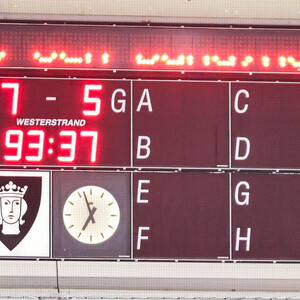 7 - 5 G A C
WESTERSTRAND
93:37 B D
E G
F H